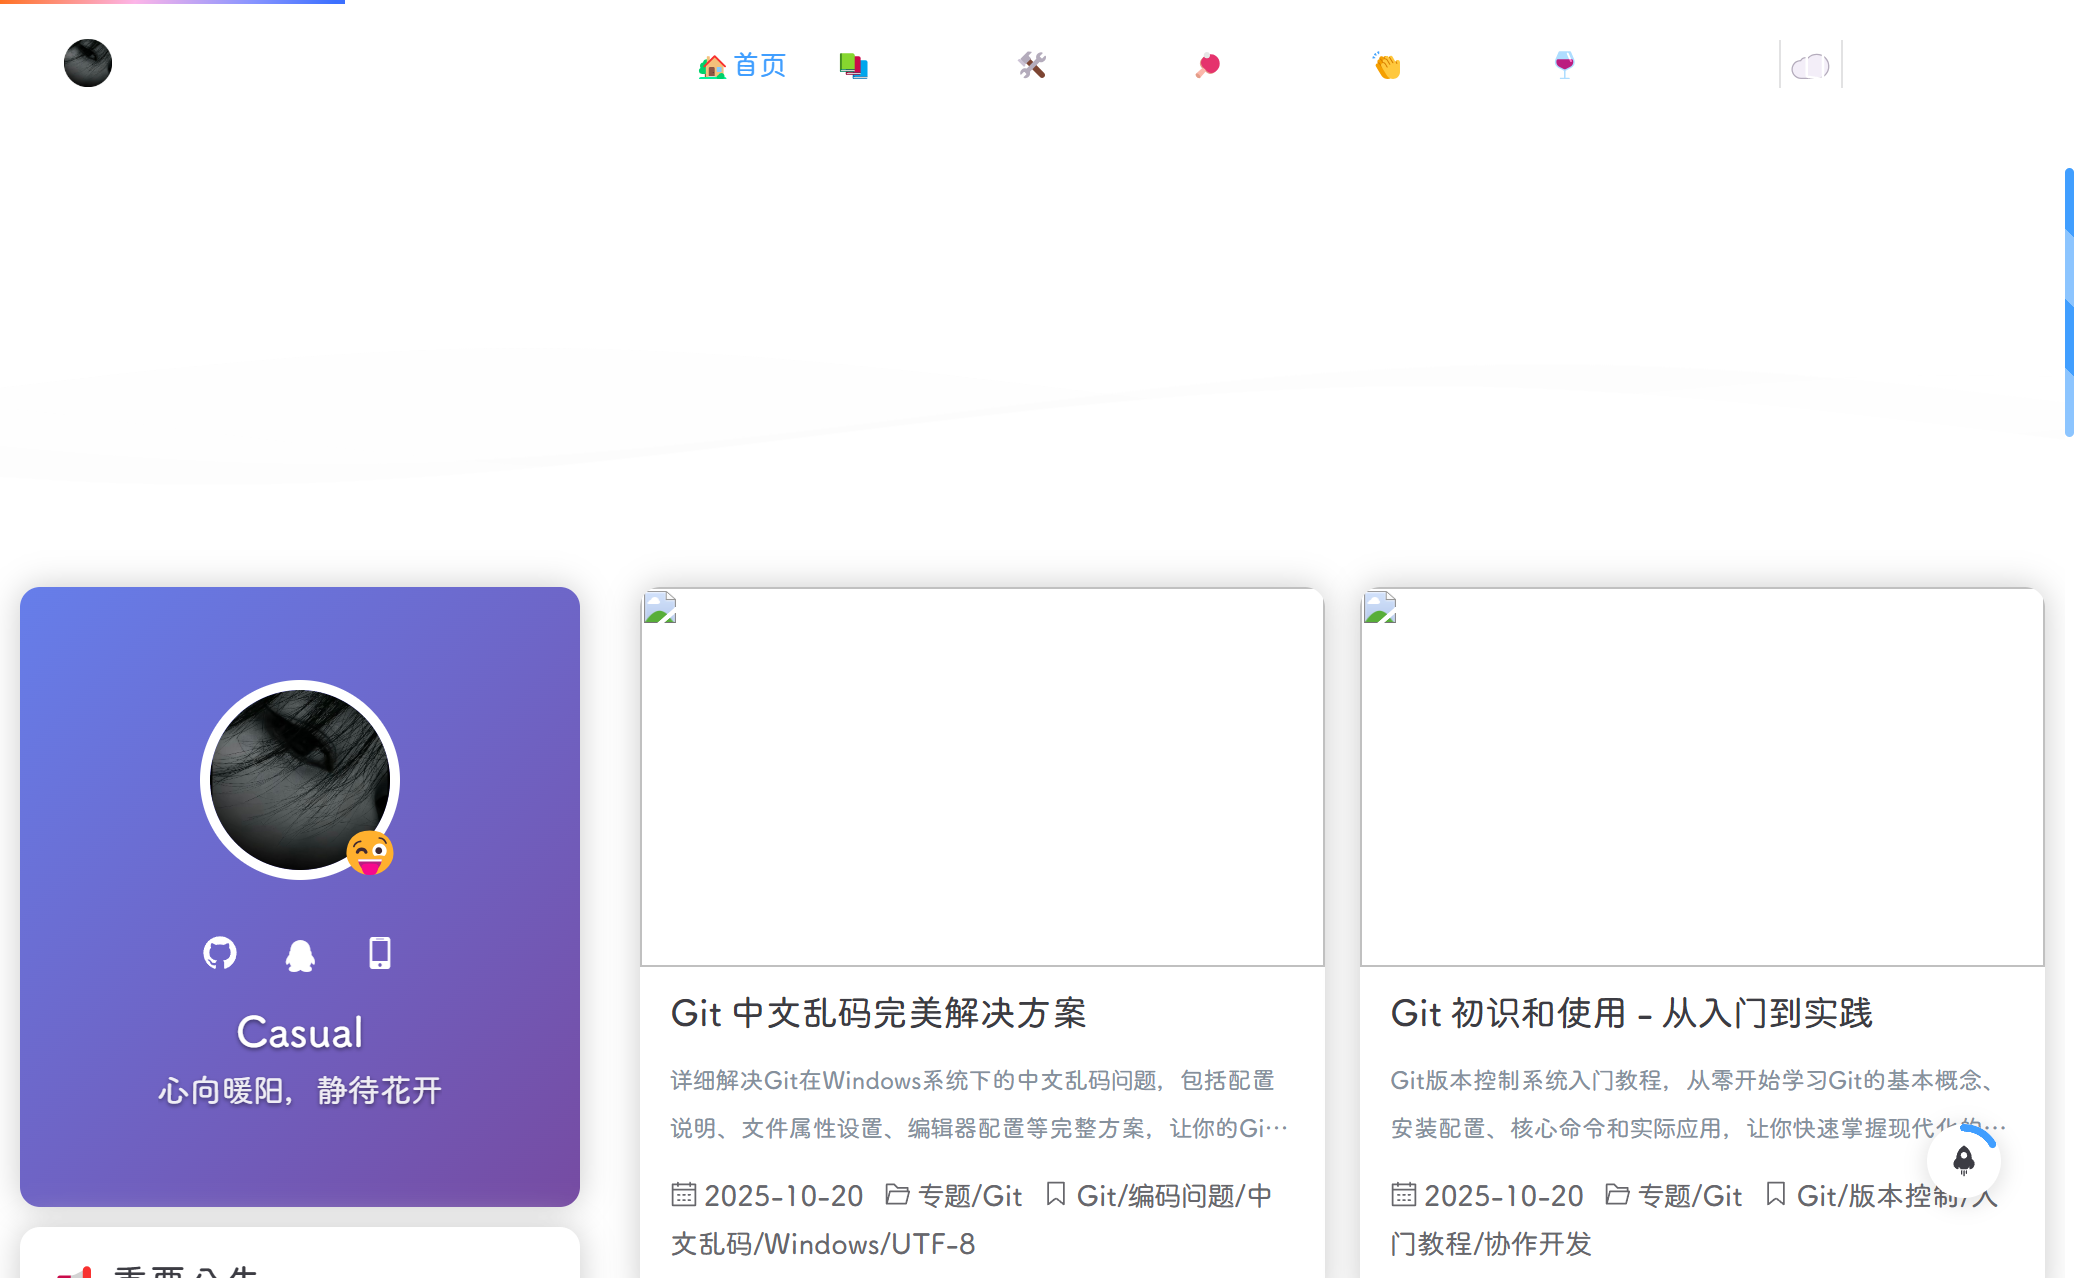 首页
Casual
心向暖阳，静待花开
重要公告
Git 中文乱码完美解决方案
详细解决Git在Windows系统下的中文乱码问题，包括配置
说明、文件属性设置、编辑器配置等完整方案，让你的Gi…
2025-10-20 专题/Git Git/编码问题/中
文乱码/Windows/UTF-8
Git 初识和使用 - 从入门到实践
Git版本控制系统入门教程，从零开始学习Git的基本概念、
安装配置、核心命令和实际应用，让你快速掌握现代化的…
2025-10-20 专题/Git Git/版本控制/入
门教程/协作开发